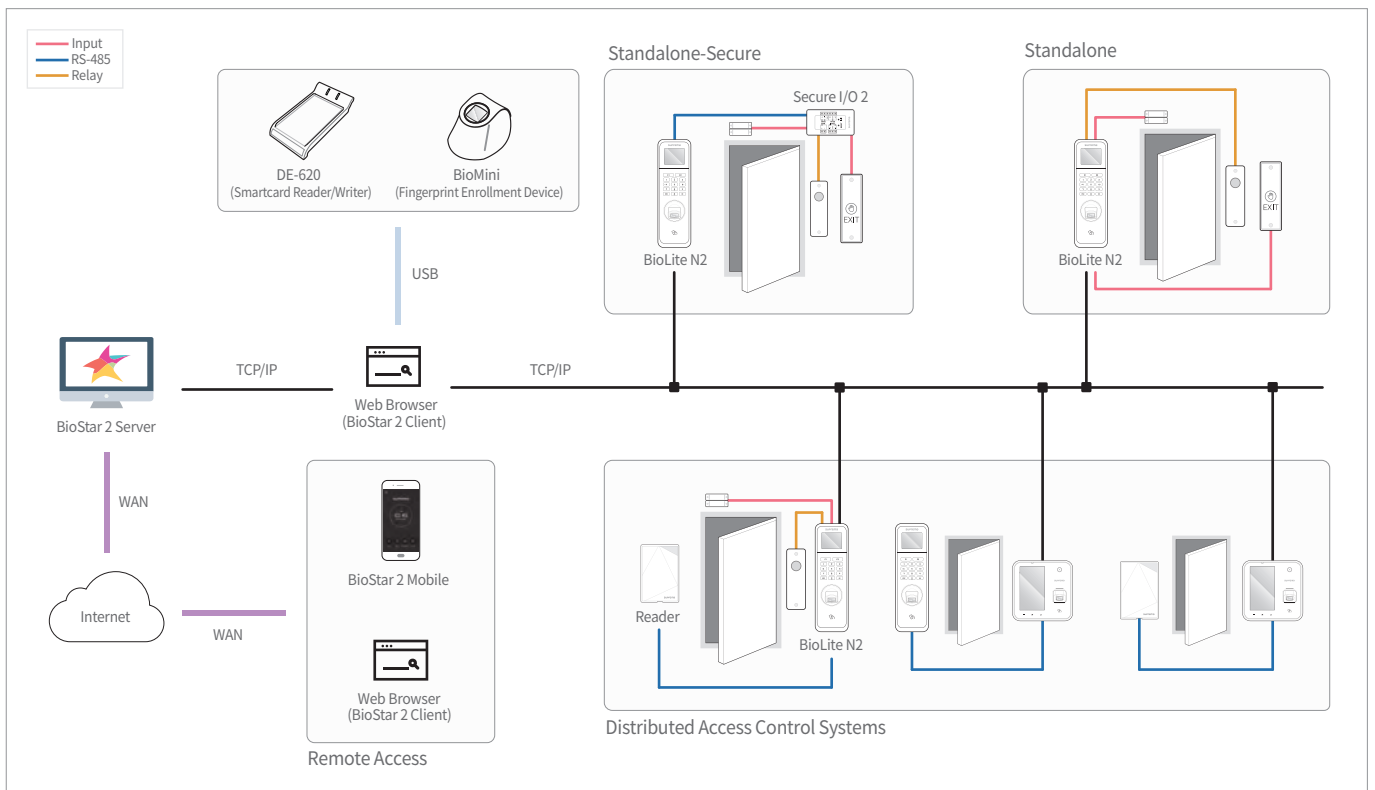 Input
RS-485
Relay
DE-620
(Smartcard Reader/Writer)
BioMini
(Fingerprint Enrollment Device)
USB
Standalone-Secure
Secure I/O 2
EXIT
BioLite N2
Standalone
EXIT
BioLite N2
BioStar 2 Server
TCP/IP
Web Browser
(BioStar 2 Client)
TCP/IP
WAN
Internet
WAN
BioStar 2 Mobile
Web Browser
(BioStar 2 Client)
Remote Access
Reader
BioLite N2
Distributed Access Control Systems